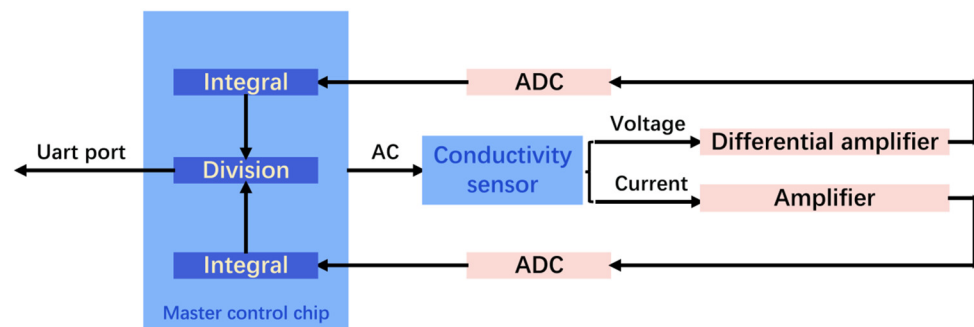 Integral
ADC
Uart port
Division
AC
Conductivity
sensor
Voltage
Differential amplifier
Current
Amplifier
Integral
ADC
Master control chip